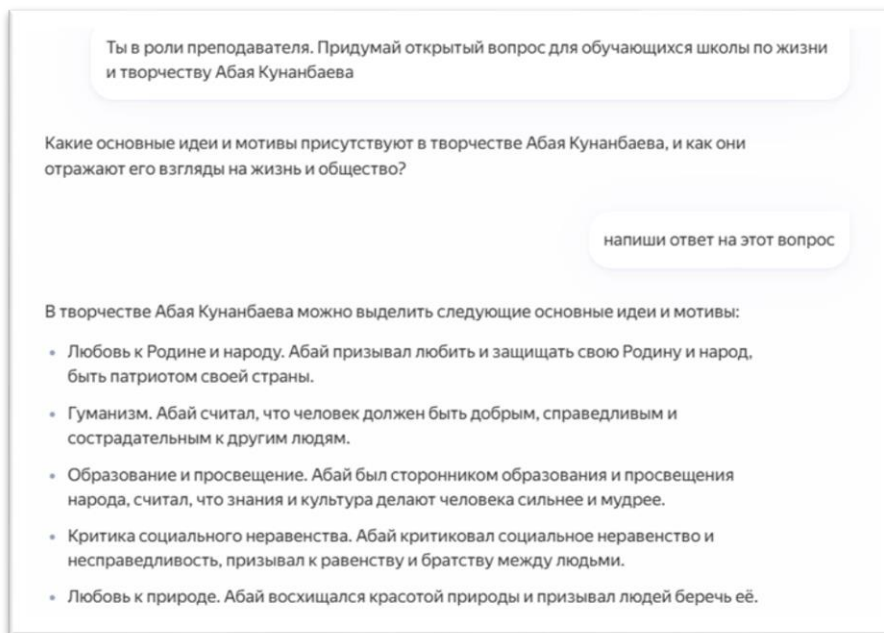 Ты в роли преподавателя. Придумай открытый вопрос для обучающихся школы по жизни
и творчеству Абая Кунанбаева
Какие основные идеи и мотивы присутствуют в творчестве Абая Кунанбаева, и как они
отражают его взгляды на жизнь и общество?
напиши ответ на этот вопрос
В творчестве Абая Кунанбаева можно выделить следующие основные идеи и мотивы:
• Любовь к Родине и народу. Абай призывал любить и защищать свою Родину и народ,
быть патриотом своей страны.
• Гуманизм. Абай считал, что человек должен быть добрым, справедливым и
сострадательным к другим людям.
• Образование и просвещение. Абай был сторонником образования и просвещения
народа, считал, что знания и культура делают человека сильнее и мудрее.
• Критика социального неравенства. Абай критиковал социальное неравенство и
несправедливость, призывал к равенству и братству между людьми.
• Любовь к природе. Абай восхищался красотой природы и призывал людей беречь её.